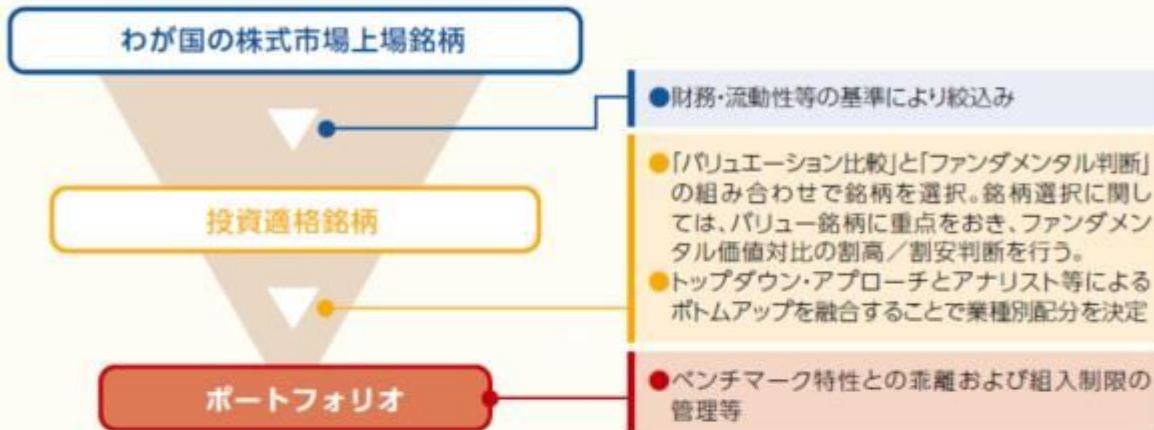 わが国の株式市場上場銘柄
●財務・流動性等の基準により絞込み
●「バリュエーション比較」と「ファンダメンタル判断」
の組み合わせで銘柄を選択。銘柄選択に関し
ては、バリュー銘柄に重点をおき、ファンダメン
タル価値対比の割高／割安判断を行う。
●トップダウン・アプローチとアナリスト等による
ボトムアップを融合することで業種別配分を決定
投資適格銘柄
ポートフォリオ
●ベンチマーク特性との乖離および組入制限の
管理等